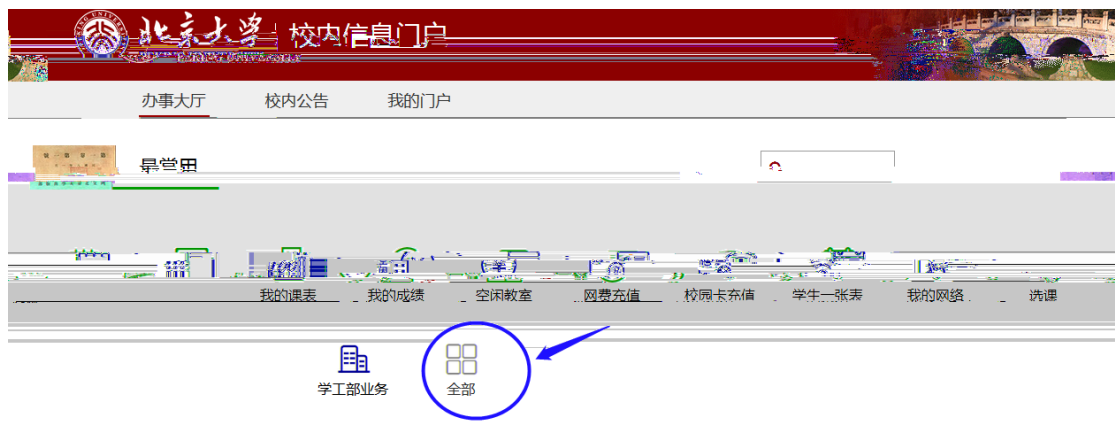 北京大学 校内信息门户
办事大厅 校内公告 我的门户
最常用
我的课表 我的成绩 空闲教室 网费充值 校园卡充值 学生一张表 我的网络 选课
学工部业务 全部